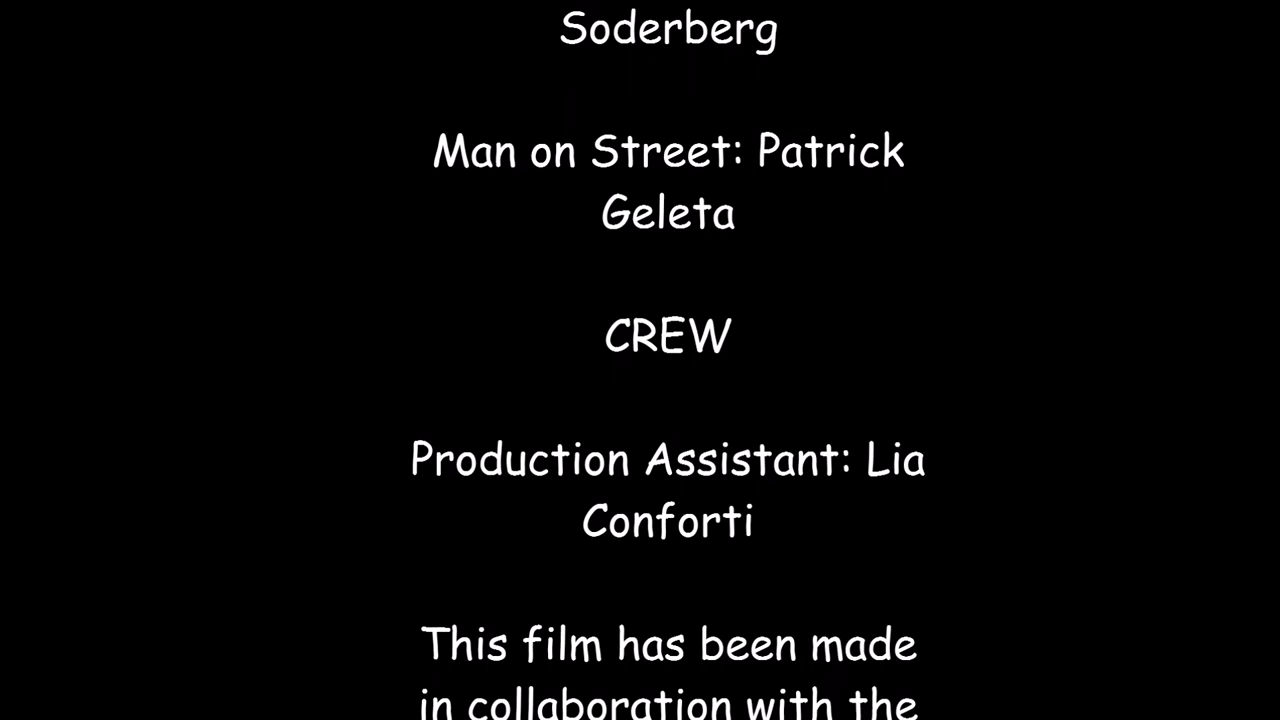 Soderberg
Man on Street: Patrick
Geleta
CREW
Production Assistant: Lia
Conforti
This film has been made
in collaboration with the